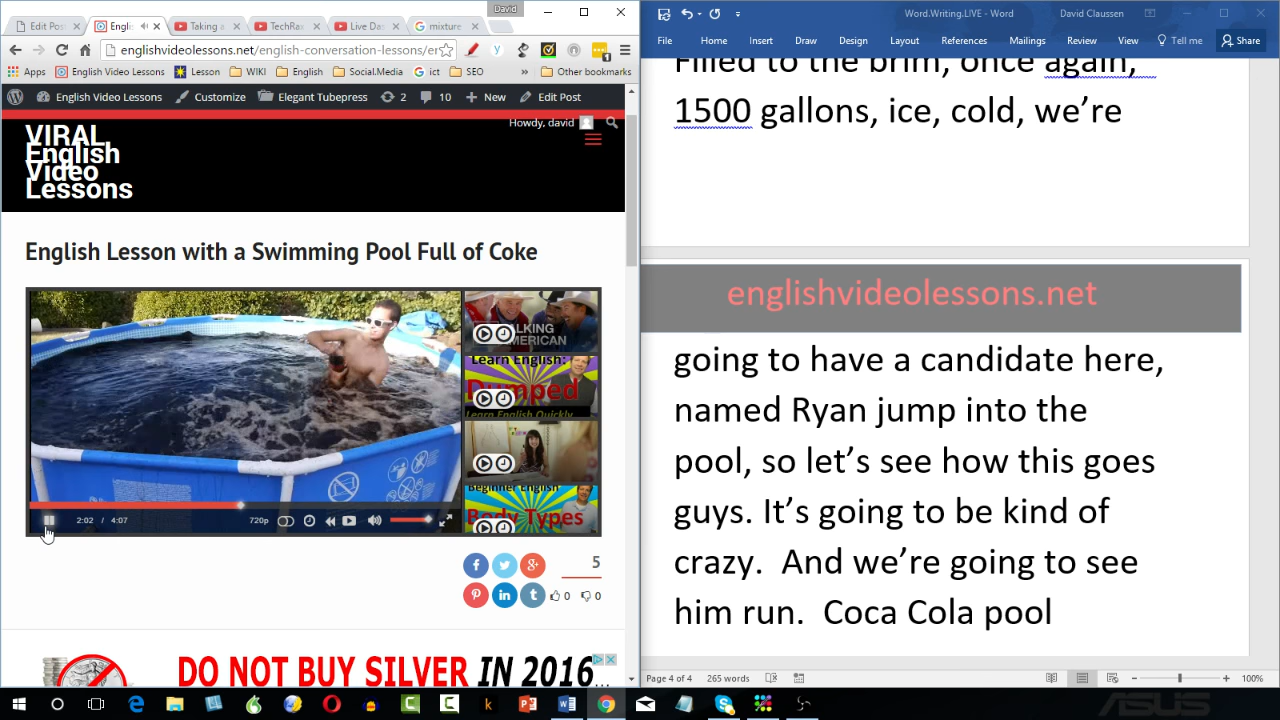 David
Edit Pos
Engli
Taking a
TechRax
Live Das
mixture
englishvideolessons.net/english-conversation-lessons/er
Apps
English Video Lessons
Lesson
WIKI
English
Social.Media
ict
SEO
Other bookmarks
English Video Lessons
Customize
Elegant Tubepress
2
10
New
Edit Post
Howdy, david
VIRAL
English
Video
Lessons
English Lesson with a Swimming Pool Full of Coke
TALKING
AMERICAN
Learn English:
Dumped
Learn English Quickly
Beginner English
Body Types
2:02 / 4:07
720p
5
0
0
DO NOT BUY SILVER IN 2016...
Word.Writing.LIVE - Word
David Claussen
File
Home
Insert
Draw
Design
Layout
References
Mailings
Review
View
Tell me
Share
Filled to the brim, once again,
1500 gallons, ice, cold, we’re
englishvideolessons.net
going to have a candidate here,
named Ryan jump into the
pool, so let’s see how this goes
guys. It’s going to be kind of
crazy. And we’re going to see
him run. Coca Cola pool
Page 4 of 4
265 words
100%
ASUS